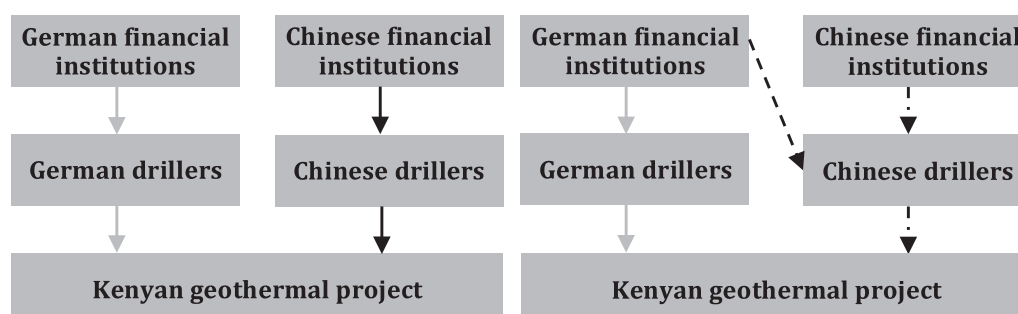 German financial
institutions
Chinese financial
institutions
German financial
institutions
Chinese financial
institutions
German drillers
Chinese drillers
German drillers
Chinese drillers
Kenyan geothermal project
Kenyan geothermal project